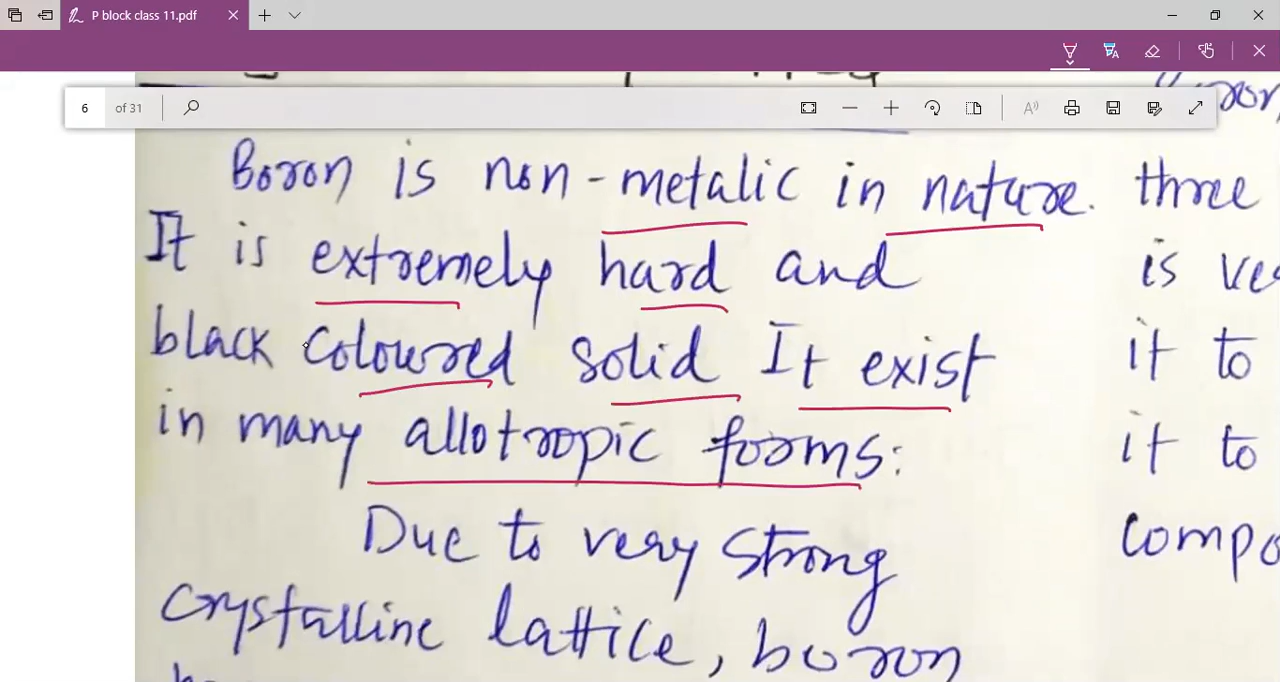 P block class 11.pdf
6 of 31
Boron is non-metalic in nature. three
It is extremely hard and is
black coloured solid It exist it to
in many allotropic forms: it to
Due to very strong
crystalline lattice, boron